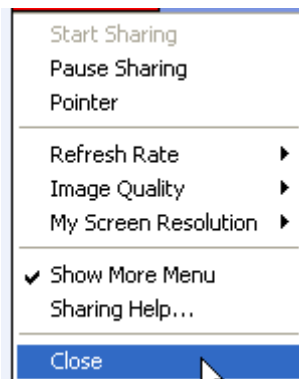 Start Sharing
Pause Sharing
Pointer
Refresh Rate
Image Quality
My Screen Resolution
Show More Menu
Sharing Help...
Close